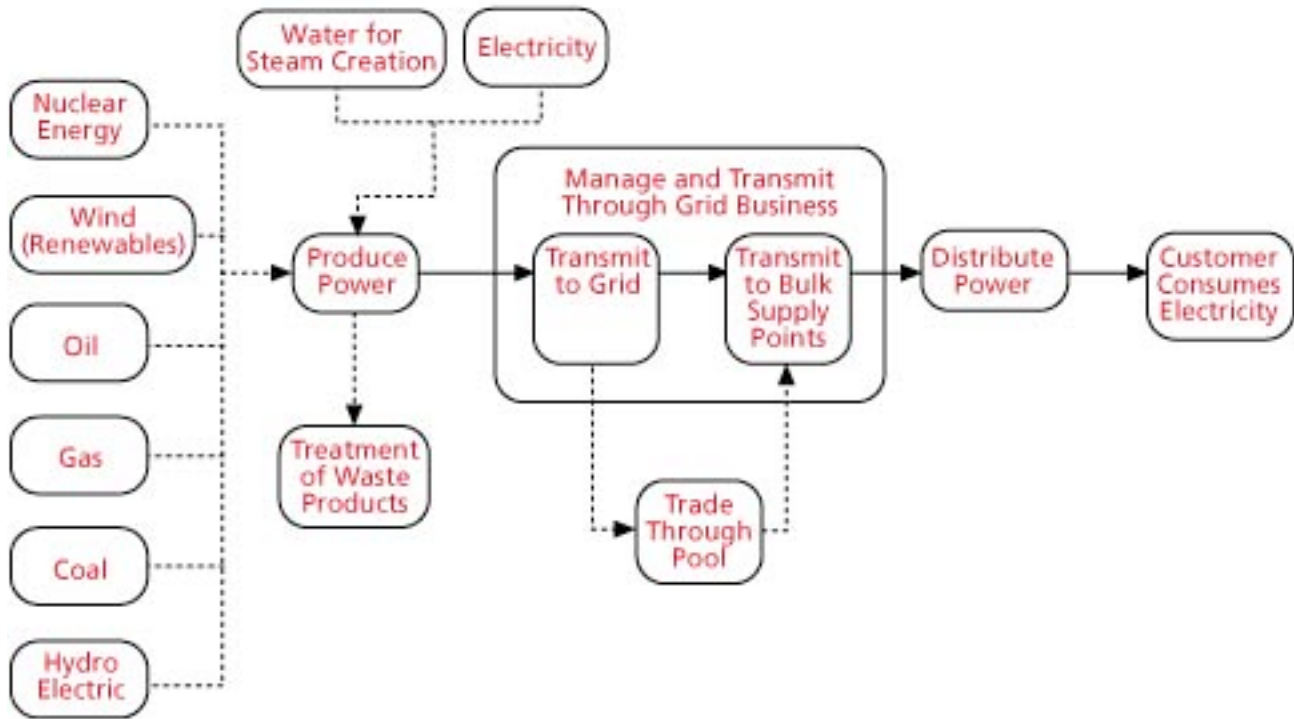 Water for
Steam Creation
Electricity
Nuclear
Energy
Wind
(Renewables)
Oil
Gas
Coal
Hydro
Electric
Produce
Power
Treatment
of Waste
Products
Manage and Transmit
Through Grid Business
Transmit
to Grid
Transmit
to Bulk
Supply
Points
Trade
Through
Pool
Distribute
Power
Customer
Consumes
Electricity